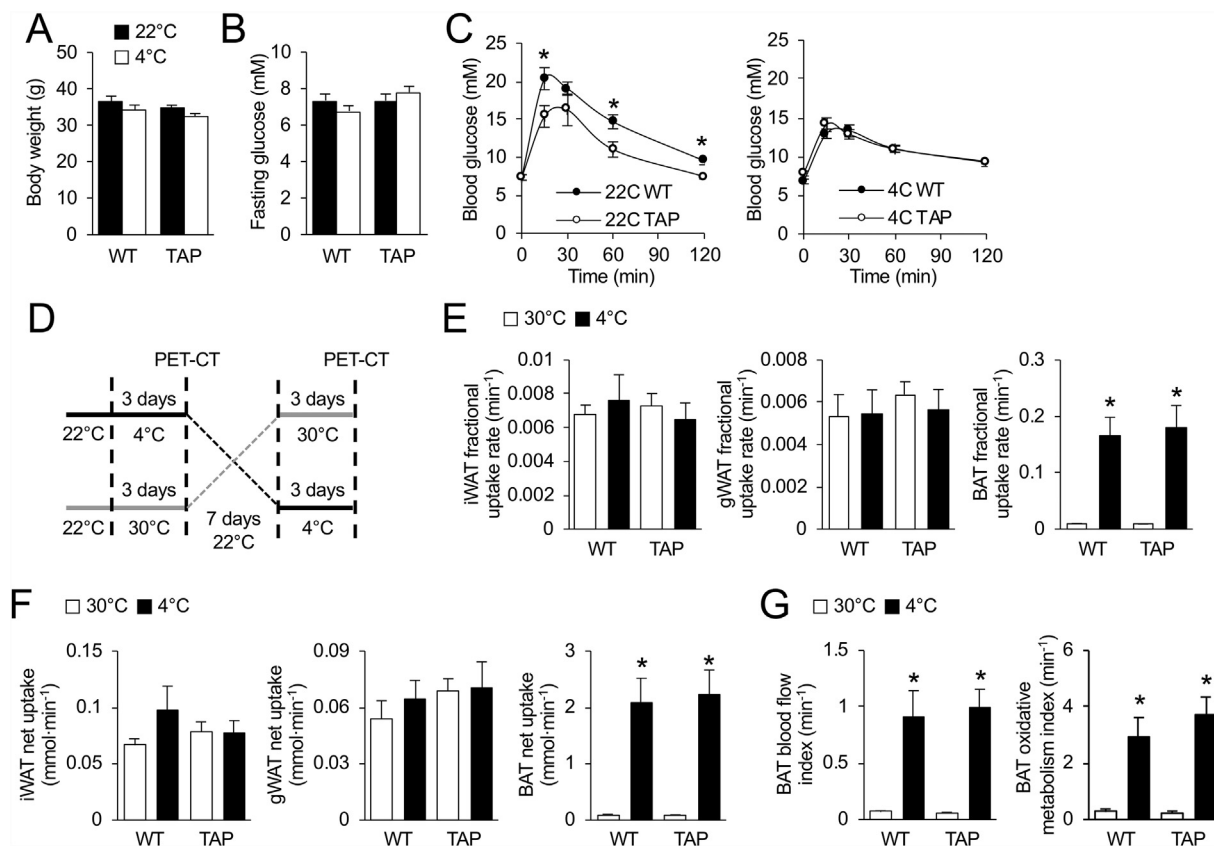 A
22°C
4°C
Body weight (g)
50
40
30
20
10
0
WT TAP
B
Fasting glucose (mM)
10
8
6
4
2
0
WT TAP
C
Blood glucose (mM)
25
20
15
10
5
0
* * *
22C WT
22C TAP
0 30 60 90 120
Time (min)
Blood glucose (mM)
25
20
15
10
5
0
4C WT
4C TAP
0 30 60 90 120
Time (min)
D
PET-CT PET-CT
3 days 3 days
22°C 4°C 30°C
3 days 3 days
22°C 30°C 7 days 4°C
22°C
E
30°C 4°C
iWAT fractional
uptake rate (min-1)
0.01
0.008
0.006
0.004
0.002
0
WT TAP
gWAT fractional
uptake rate (min-1)
0.008
0.006
0.004
0.002
0
WT TAP
BAT fractional
uptake rate (min-1)
0.3
0.2
0.1
0
* *
WT TAP
F
30°C 4°C
iWAT net uptake
(mmol·min-1)
0.15
0.1
0.05
0
WT TAP
gWAT net uptake
(mmol·min-1)
0.09
0.06
0.03
0
WT TAP
BAT net uptake
(mmol·min-1)
3
2
1
0
* *
WT TAP
G
30°C 4°C
BAT blood flow
index (min-1)
1.5
1
0.5
0
* *
WT TAP
BAT oxidative
metabolism index (min-1)
6
4
2
0
* *
WT TAP